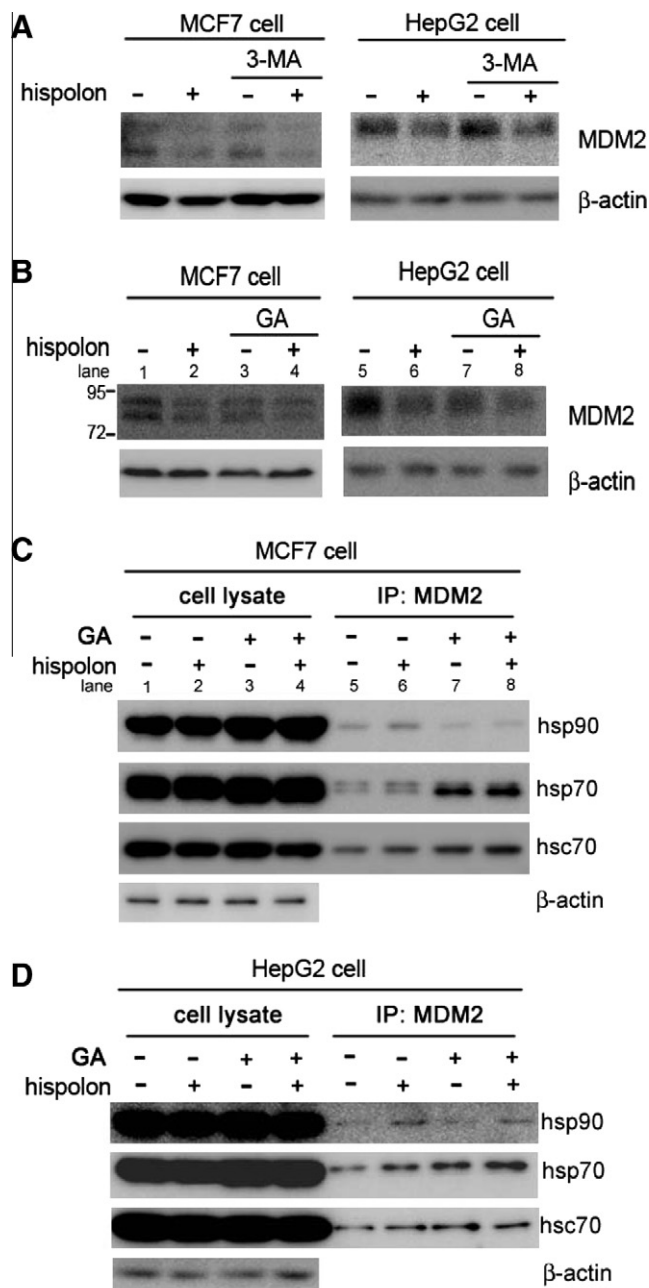 A
MCF7 cell HepG2 cell
3-MA 3-MA
hispolon - + - + - + - +
MDM2
β-actin
B
MCF7 cell HepG2 cell
GA GA
hispolon - + - + - + - +
lane 1 2 3 4 5 6 7 8
95-
72-
MDM2
β-actin
C
MCF7 cell
cell lysate IP: MDM2
GA - - + + - - + +
hispolon - + - + - + - +
lane 1 2 3 4 5 6 7 8
hsp90
hsp70
hsc70
β-actin
D
HepG2 cell
cell lysate IP: MDM2
GA - - + + - - + +
hispolon - + - + - + - +
hsp90
hsp70
hsc70
β-actin